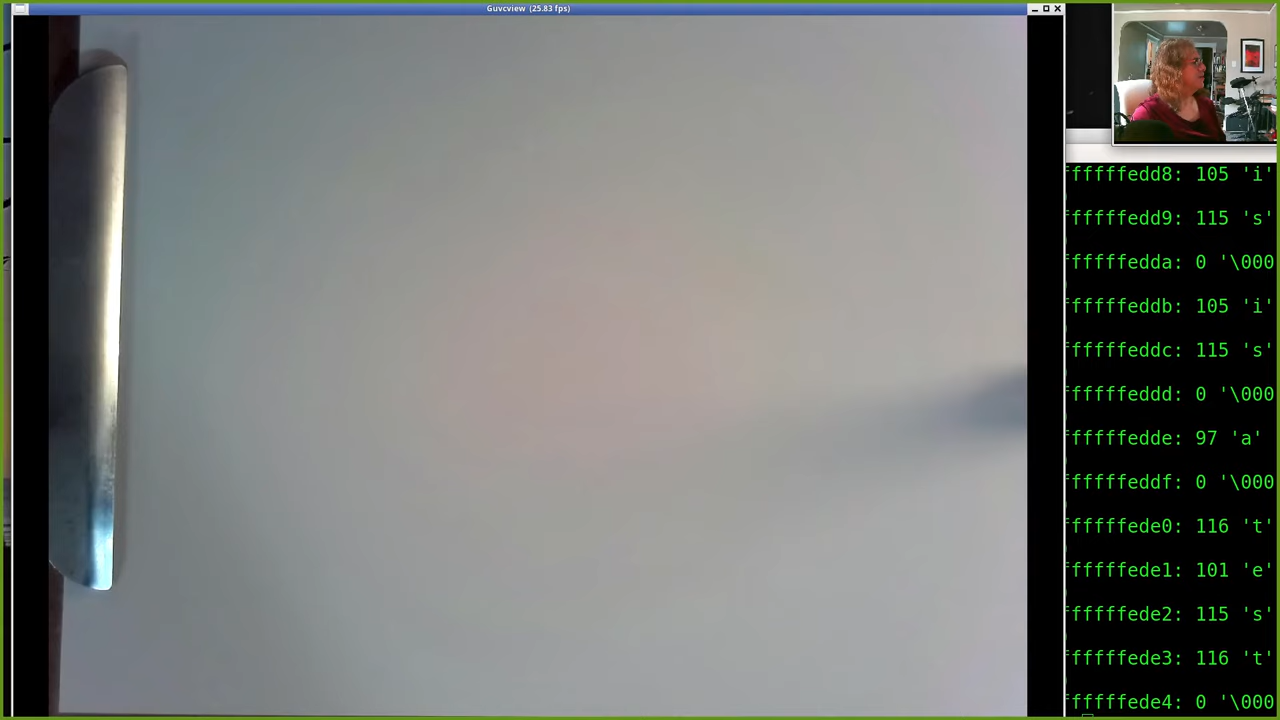 Guvcview (25.83 fps)
fffffedd8: 105 'i'
fffffedd9: 115 's'
fffffedda: 0 '\000
fffffeddb: 105 'i'
fffffeddc: 115 's'
fffffeddd: 0 '\000
fffffedde: 97 'a'
fffffeddf: 0 '\000
fffffede0: 116 't'
fffffede1: 101 'e'
fffffede2: 115 's'
fffffede3: 116 't'
fffffede4: 0 '\000